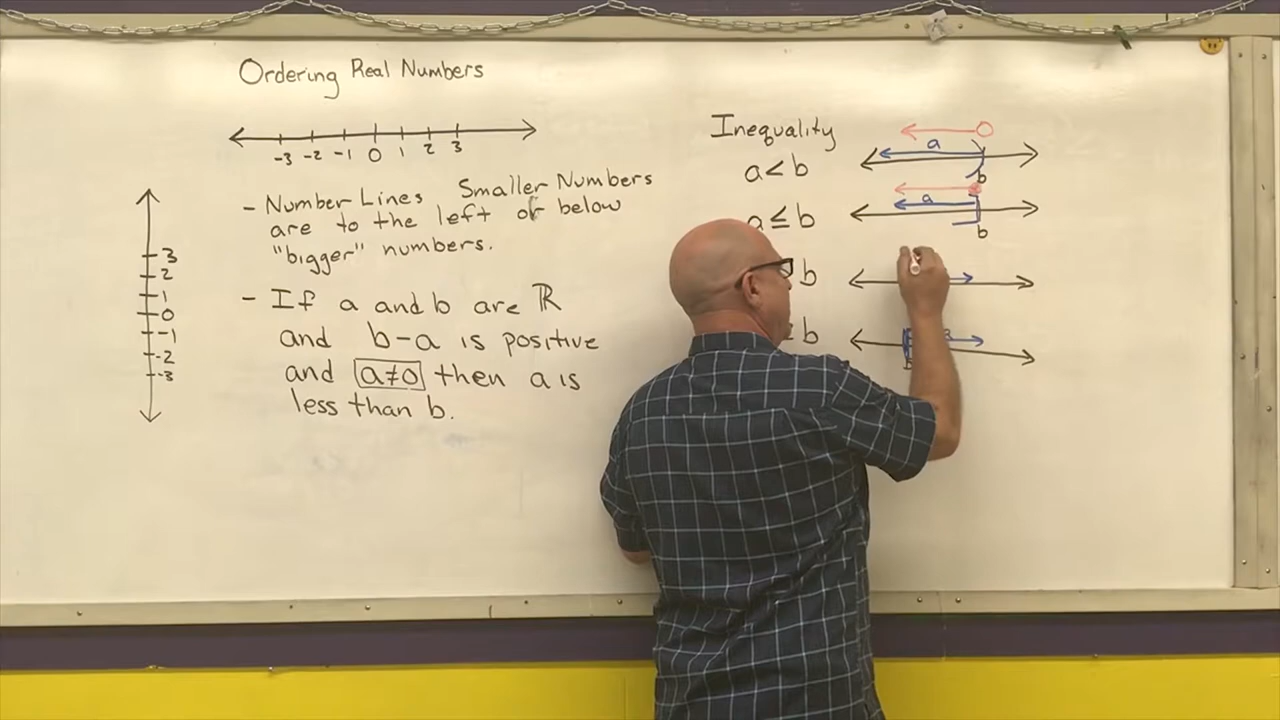 Ordering Real Numbers
-3 -2 -1 0 1 2 3
- Number Lines Smaller Numbers
are to the left or below
"bigger" numbers.
- If a and b are ℝ
and b-a is positive
and a≠0 then a is
less than b.
3
2
1
0
-1
-2
-3
Inequality
a < b
a
b
a ≤ b
a
b
b
b